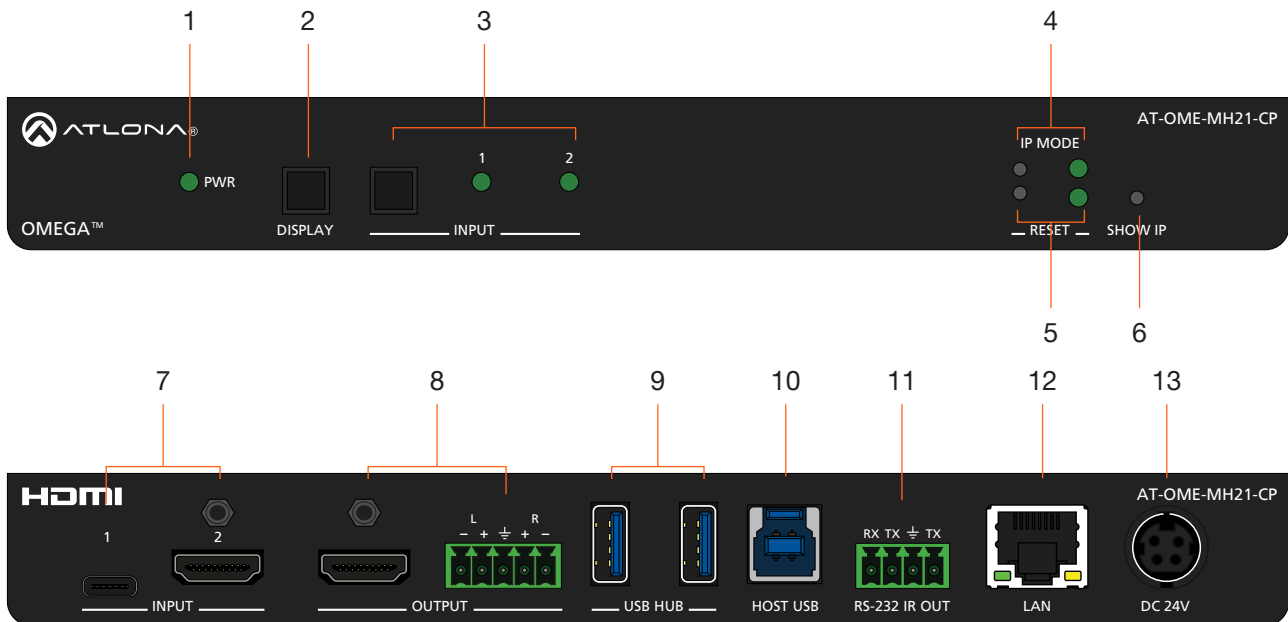 1 2 3 4
ATLONA®
AT-OME-MH21-CP
IP MODE
1 2
PWR
OMEGA™
DISPLAY
INPUT
RESET
SHOW IP
5 6
7 8 9 10 11 12 13
HDMI
AT-OME-MH21-CP
1 2
L R
− + ⏚ + −
RX TX ⏚ TX
INPUT
OUTPUT
USB HUB
HOST USB
RS-232 IR OUT
LAN
DC 24V